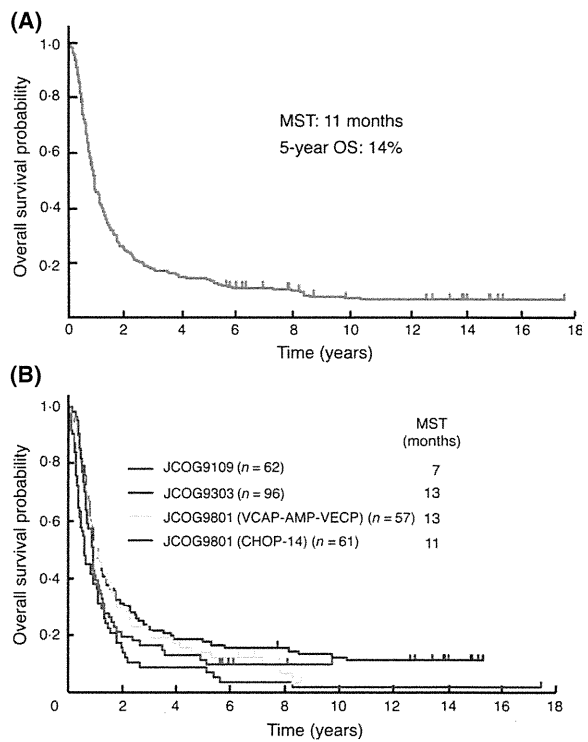 (A)
1·0
0·8
0·6
0·4
0·2
Overall survival probability
MST: 11 months
5-year OS: 14%
0 2 4 6 8 10 12 14 16 18
Time (years)
(B)
1·0
0·8
0·6
0·4
0·2
Overall survival probability
MST
(months)
JCOG9109 (n = 62) 7
JCOG9303 (n = 96) 13
JCOG9801 (VCAP-AMP-VECP) (n = 57) 13
JCOG9801 (CHOP-14) (n = 61) 11
0 2 4 6 8 10 12 14 16 18
Time (years)